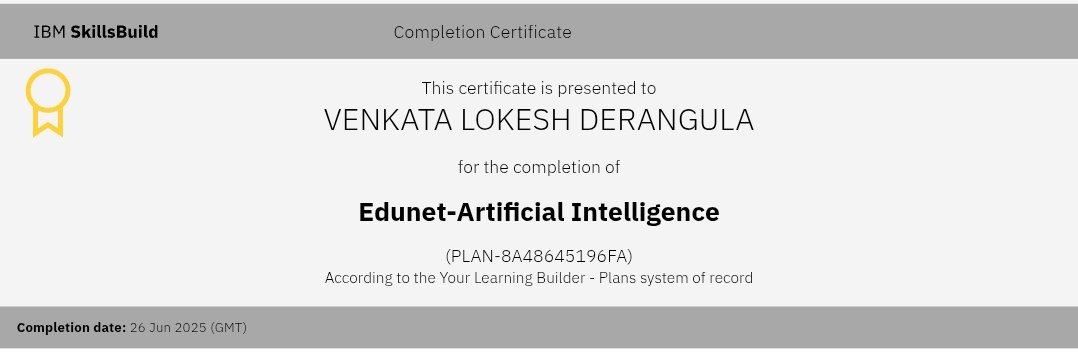 IBM SkillsBuild
Completion Certificate
This certificate is presented to
VENKATA LOKESH DERANGULA
for the completion of
Edunet-Artificial Intelligence
(PLAN-8A48645196FA)
According to the Your Learning Builder - Plans system of record
Completion date: 26 Jun 2025 (GMT)